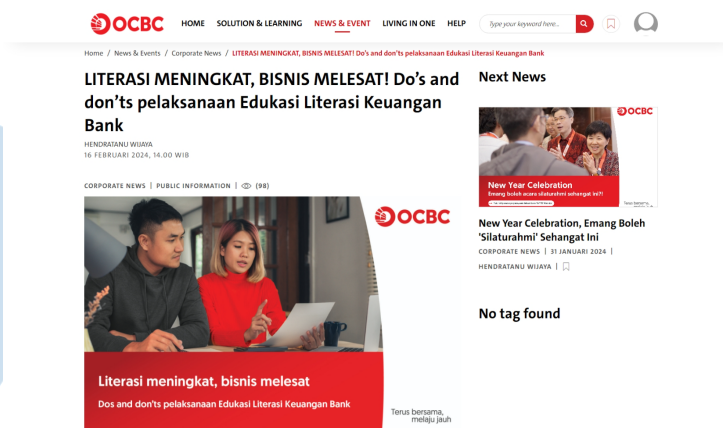 OCBC
HOME SOLUTION & LEARNING NEWS & EVENT LIVING IN ONE HELP
Type your keyword here...
Home / News & Events / Corporate News / LITERASI MENINGKAT, BISNIS MELESAT! Do's and don'ts pelaksanaan Edukasi Literasi Keuangan Bank
LITERASI MENINGKAT, BISNIS MELESAT! Do's and
don'ts pelaksanaan Edukasi Literasi Keuangan
Bank
HENDRATANU WIJAYA
16 FEBRUARI 2024, 14.00 WIB
CORPORATE NEWS | PUBLIC INFORMATION | (98)
OCBC
Literasi meningkat, bisnis melesat
Dos and don'ts pelaksanaan Edukasi Literasi Keuangan Bank
Terus bersama,
melaju jauh
Next News
OCBC
New Year Celebration
Emang boleh acara silaturahmi sehangat ini?!
Terus bersama,
New Year Celebration, Emang Boleh
'Silaturahmi' Sehangat Ini
CORPORATE NEWS | 31 JANUARI 2024 |
HENDRATANU WIJAYA |
No tag found